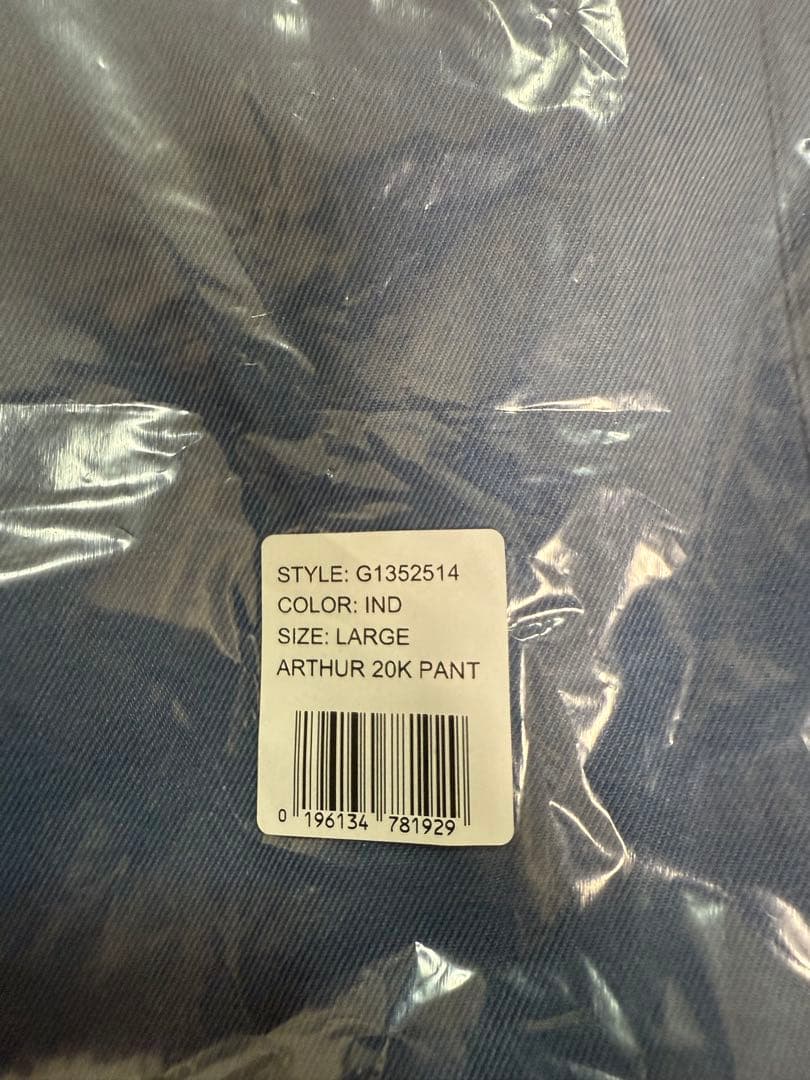 STYLE: G1352514
COLOR: IND
SIZE: LARGE
ARTHUR 20K PANT
0 196134 781929